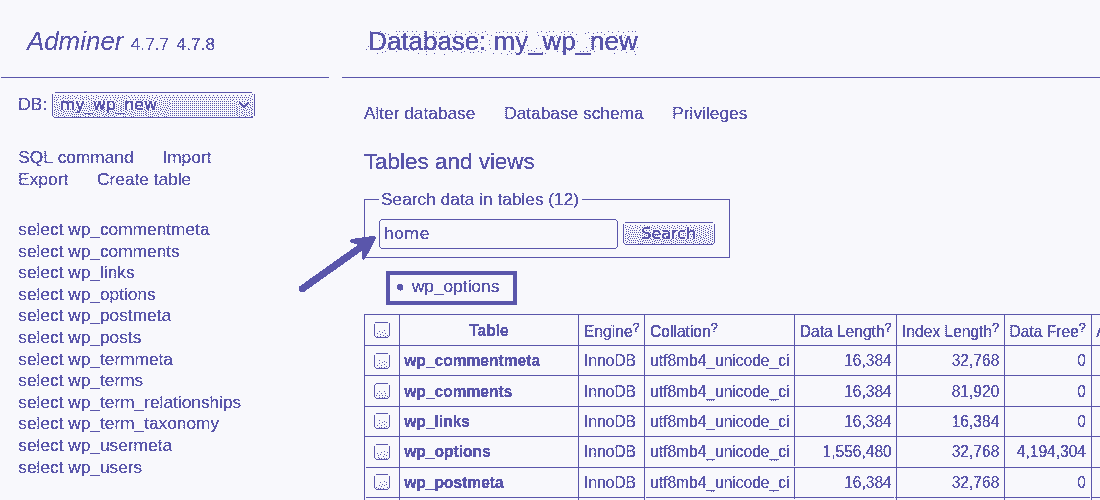 Adminer 4.7.7 4.7.8
DB: my_wp_new
SQL command Import
Export Create table
select wp_commentmeta
select wp_comments
select wp_links
select wp_options
select wp_postmeta
select wp_posts
select wp_termmeta
select wp_terms
select wp_term_relationships
select wp_term_taxonomy
select wp_usermeta
select wp_users
Database: my_wp_new
Alter database Database schema Privileges
Tables and views
Search data in tables (12)
home Search
• wp_options
Table Engine? Collation? Data Length? Index Length? Data Free? A
wp_commentmeta InnoDB utf8mb4_unicode_ci 16,384 32,768 0
wp_comments InnoDB utf8mb4_unicode_ci 16,384 81,920 0
wp_links InnoDB utf8mb4_unicode_ci 16,384 16,384 0
wp_options InnoDB utf8mb4_unicode_ci 1,556,480 32,768 4,194,304
wp_postmeta InnoDB utf8mb4_unicode_ci 16,384 32,768 0